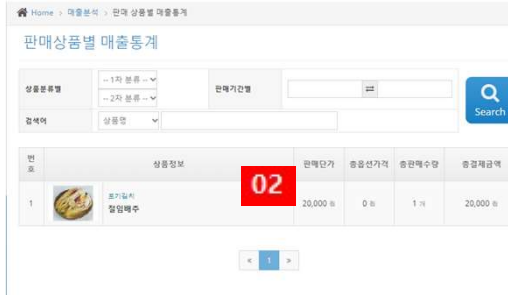 Home > 매출분석 > 판매 상품별 매출통계
판매상품별 매출통계
상품분류별
-- 1차 분류 --
-- 2차 분류 --
판매기간별
Search
검색어
상품명
번호 상품정보 판매단가 총옵션가격 총판매수량 총결제금액
02
1 포기김치 20,000 원 0 원 1 개 20,000 원
절임배추
« 1 »